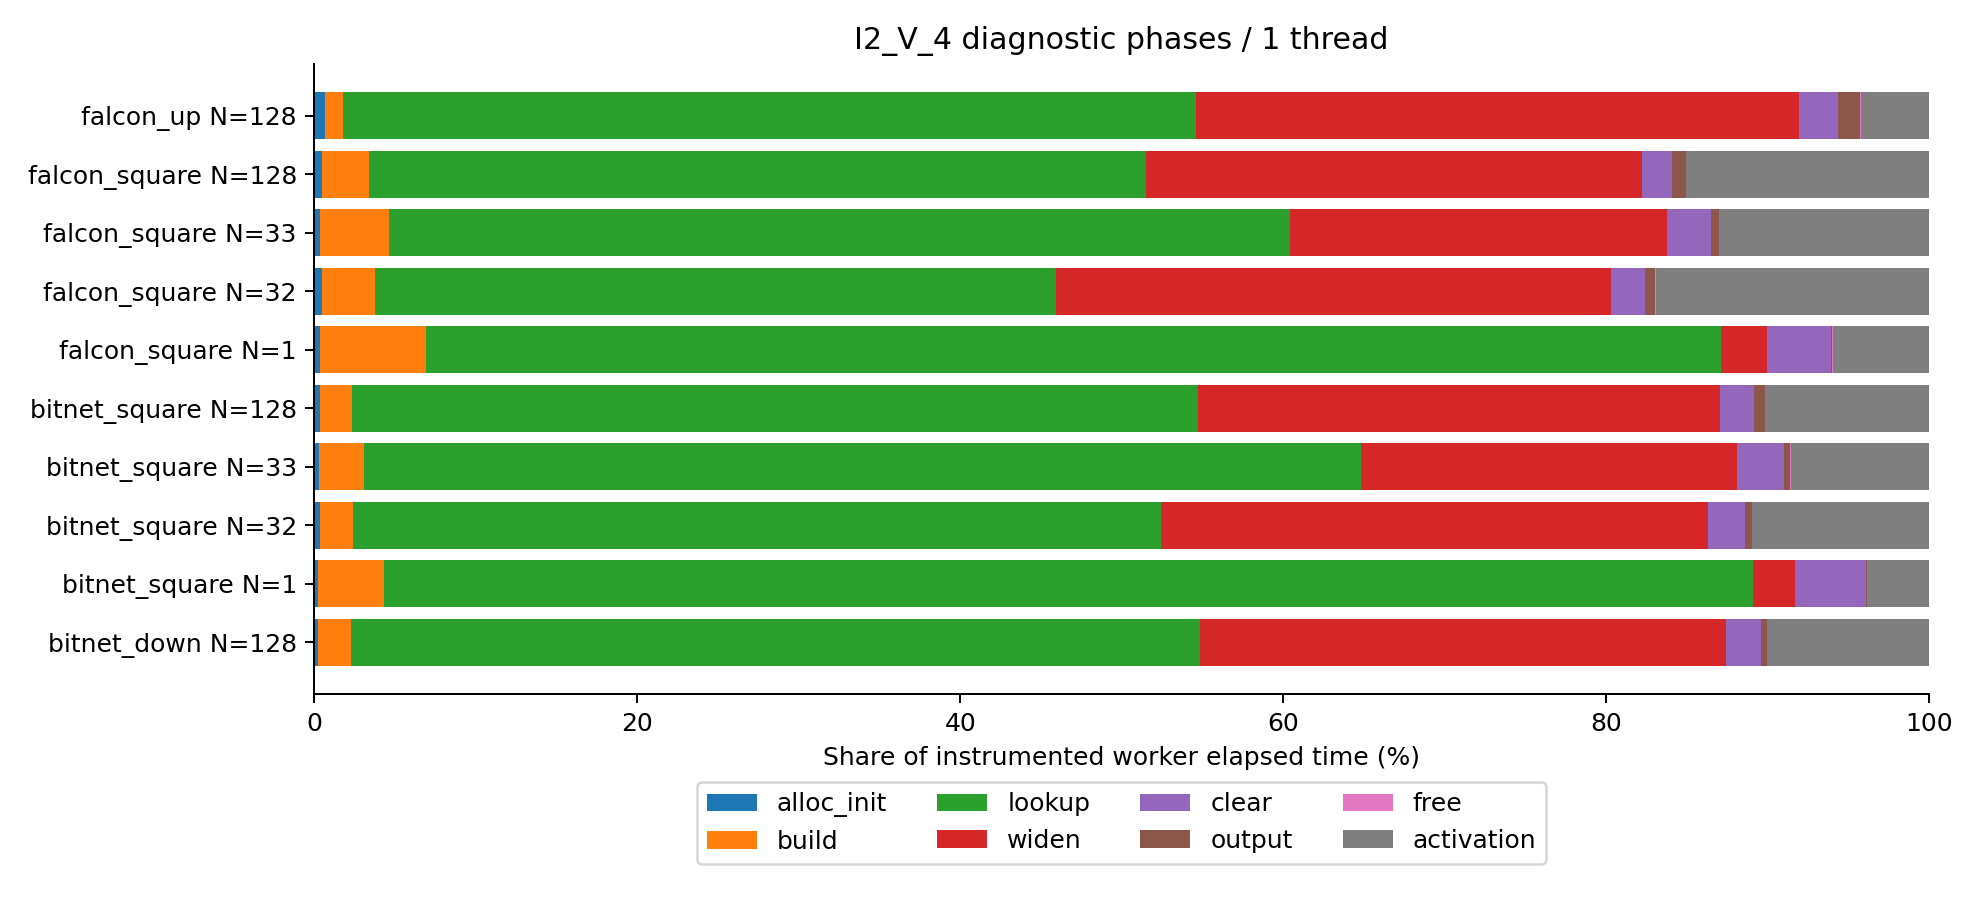 I2_V_4 diagnostic phases / 1 thread
falcon_up N=128
falcon_square N=128
falcon_square N=33
falcon_square N=32
falcon_square N=1
bitnet_square N=128
bitnet_square N=33
bitnet_square N=32
bitnet_square N=1
bitnet_down N=128
0 20 40 60 80 100
Share of instrumented worker elapsed time (%)
alloc_init lookup clear free
build widen output activation